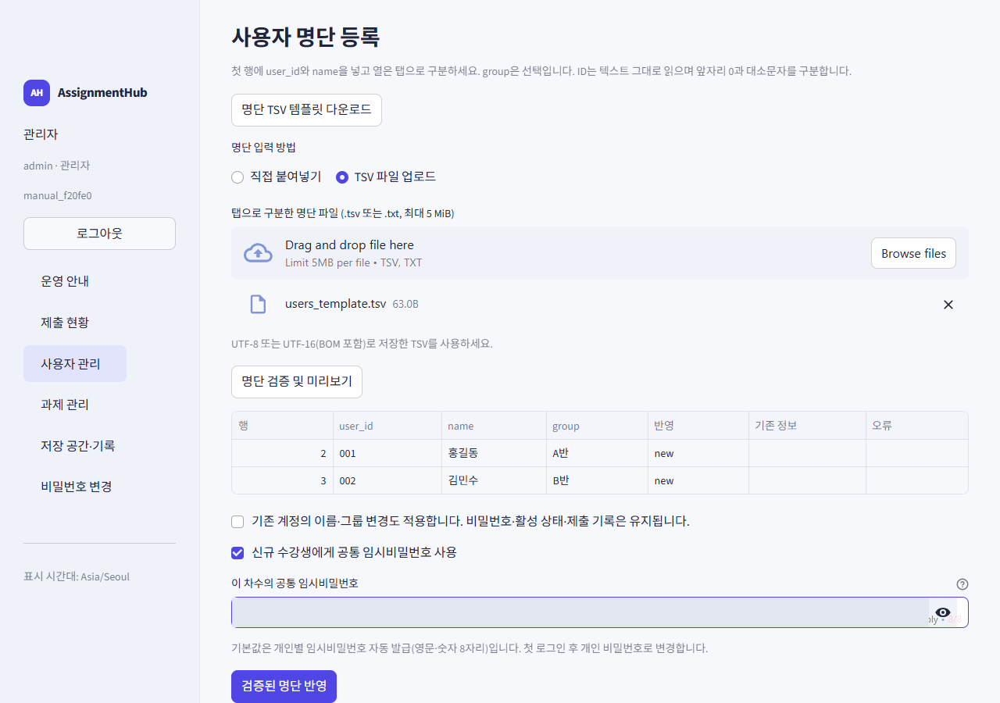 AH AssignmentHub
관리자
admin · 관리자
manual_f20fe0
로그아웃
운영 안내
제출 현황
사용자 관리
과제 관리
저장 공간·기록
비밀번호 변경
표시 시간대: Asia/Seoul
사용자 명단 등록
첫 행에 user_id와 name을 넣고 열은 탭으로 구분하세요. group은 선택입니다. ID는 텍스트 그대로 읽으며 앞자리 0과 대소문자를 구분합니다.
명단 TSV 템플릿 다운로드
명단 입력 방법
직접 붙여넣기 TSV 파일 업로드
탭으로 구분한 명단 파일 (.tsv 또는 .txt, 최대 5 MiB)
Drag and drop file here
Limit 5MB per file • TSV, TXT
Browse files
users_template.tsv 63.0B
UTF-8 또는 UTF-16(BOM 포함)로 저장한 TSV를 사용하세요.
명단 검증 및 미리보기
행 user_id name group 반영 기존 정보 오류
2 001 홍길동 A반 new
3 002 김민수 B반 new
기존 계정의 이름·그룹 변경도 적용합니다. 비밀번호·활성 상태·제출 기록은 유지됩니다.
신규 수강생에게 공통 임시비밀번호 사용
이 차수의 공통 임시비밀번호
8/8
기본값은 개인별 임시비밀번호 자동 발급(영문·숫자 8자리)입니다. 첫 로그인 후 개인 비밀번호로 변경합니다.
검증된 명단 반영